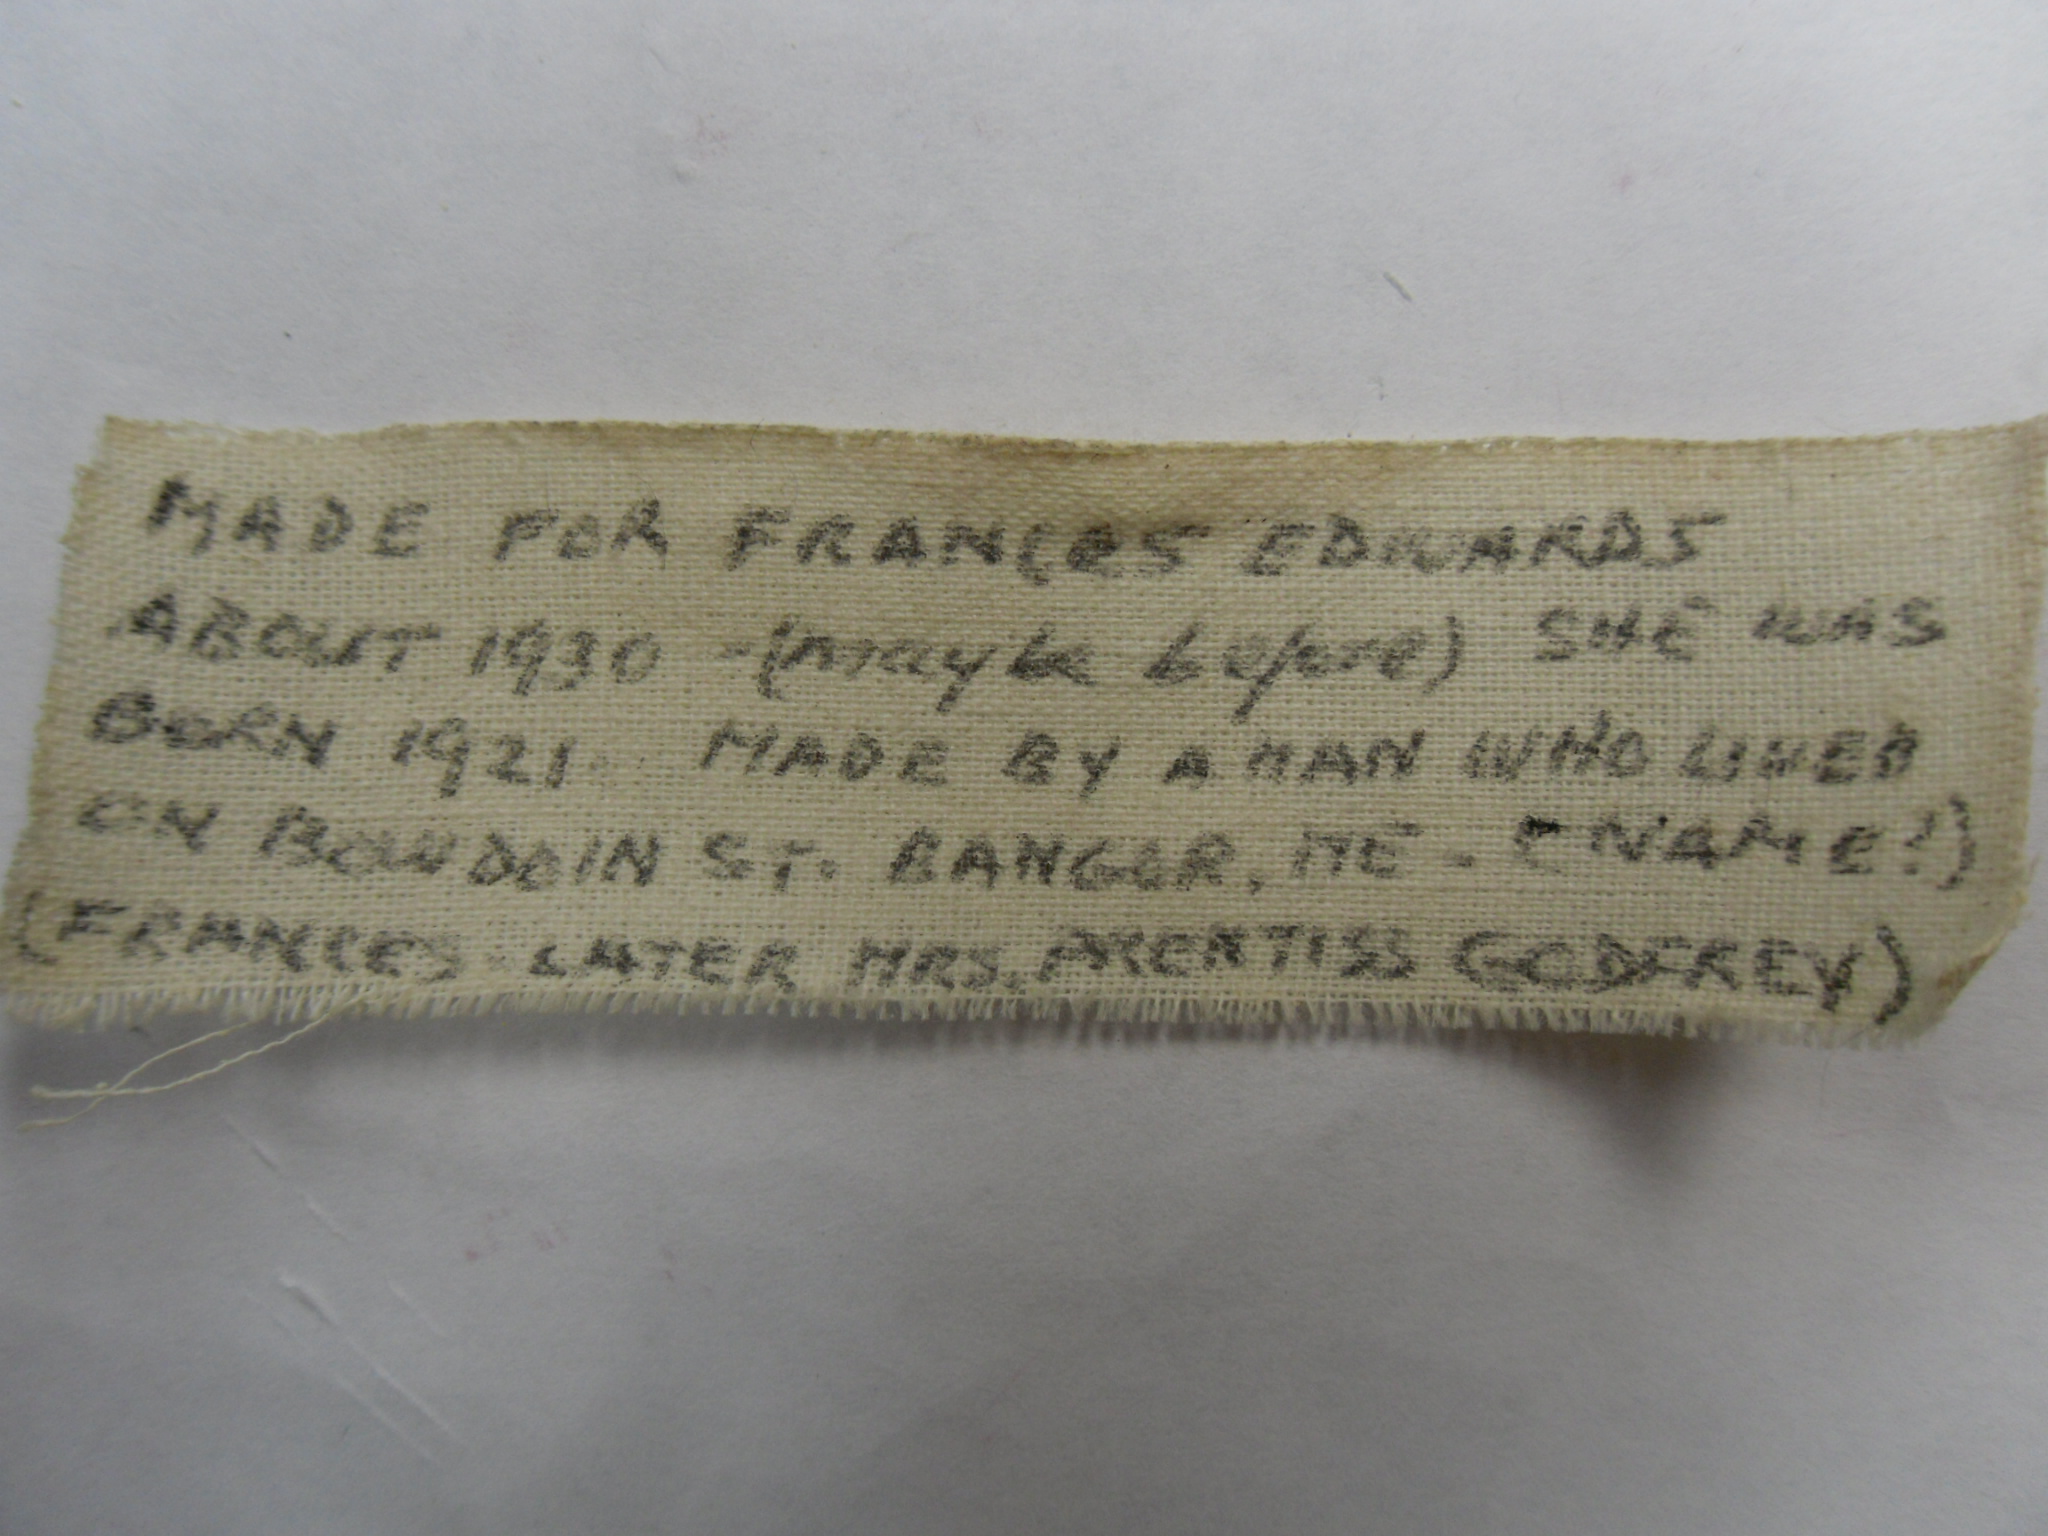 MADE FOR FRANCES EDWARDS
ABOUT 1930 - (maybe before) SHE WAS
BORN 1921. MADE BY A MAN WHO LIVED
ON BOWDOIN ST. BANGOR, ME - NAME!)
(FRANCES LATER MRS. PRENTISS GODFREY)